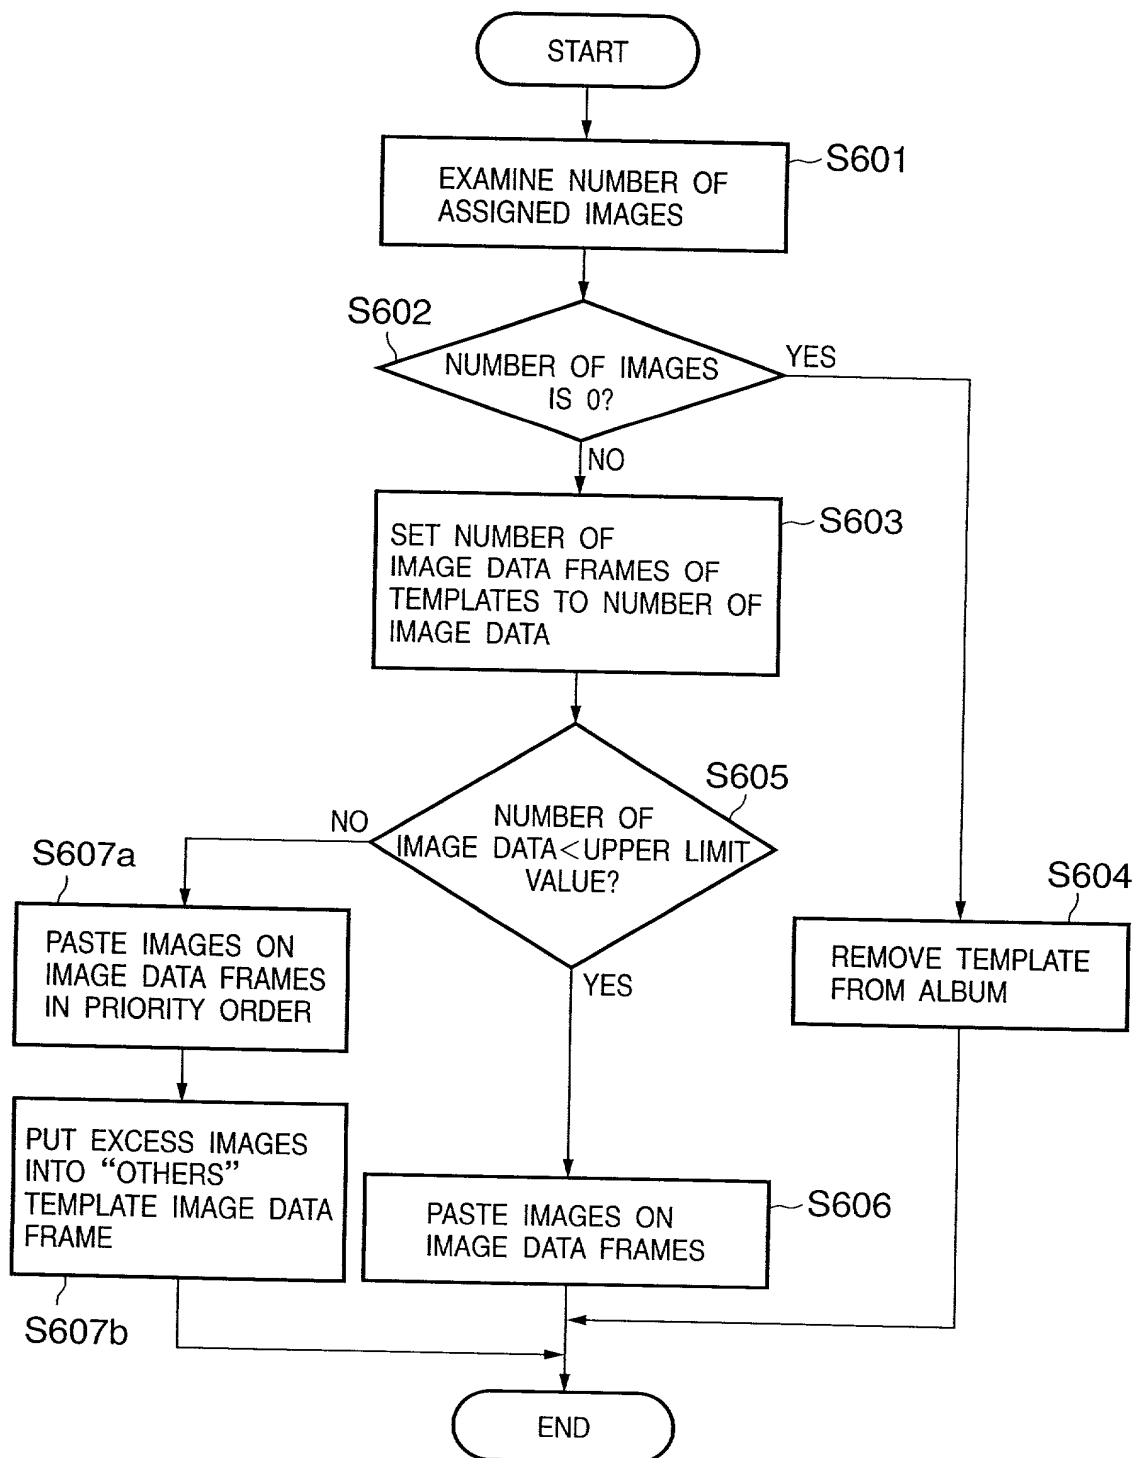 START
EXAMINE NUMBER OF
ASSIGNED IMAGES
S601
S602
NUMBER OF IMAGES
IS 0?
YES
NO
SET NUMBER OF
IMAGE DATA FRAMES OF
TEMPLATES TO NUMBER OF
IMAGE DATA
S603
S605
NUMBER OF
IMAGE DATA<UPPER LIMIT
VALUE?
NO
YES
S607a
PASTE IMAGES ON
IMAGE DATA FRAMES
IN PRIORITY ORDER
S604
REMOVE TEMPLATE
FROM ALBUM
PUT EXCESS IMAGES
INTO “OTHERS”
TEMPLATE IMAGE DATA
FRAME
S607b
PASTE IMAGES ON
IMAGE DATA FRAMES
S606
END